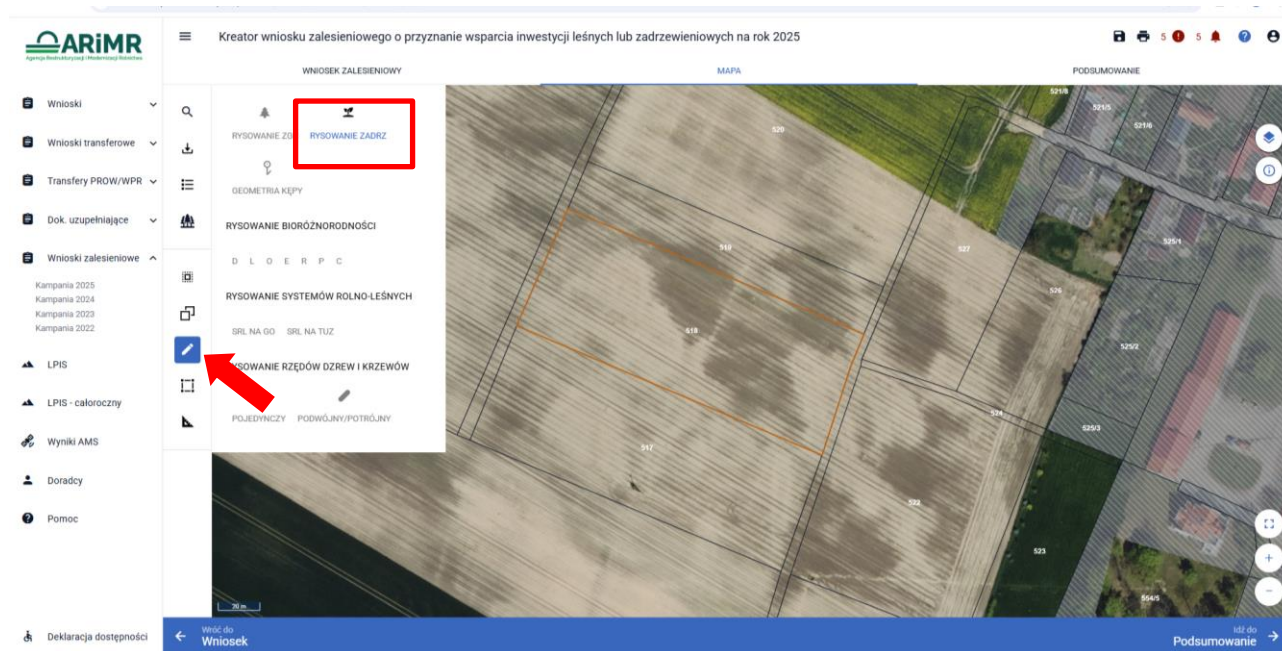 ARiMR
Agencja Restrukturyzacji i Modernizacji Rolnictwa
Kreator wniosku zalesieniowego o przyznanie wsparcia inwestycji leśnych lub zadrzewieniowych na rok 2025
5 5
WNIOSEK ZALESIENIOWY
MAPA
PODSUMOWANIE
Wnioski
Wnioski transferowe
Transfery PROW/WPR
Dok. uzupełniające
Wnioski zalesieniowe
Kampania 2025
Kampania 2024
Kampania 2023
Kampania 2022
LPIS
LPIS - całoroczny
Wyniki AMS
Doradcy
Pomoc
Deklaracja dostępności
RYSOWANIE ZO
RYSOWANIE ZADRZ
GEOMETRIA KĘPY
RYSOWANIE BIORÓŻNORODNOŚCI
D L O E R P C
RYSOWANIE SYSTEMÓW ROLNO-LEŚNYCH
SRL NA GO SRL NA TUZ
YSOWANIE RZĘDÓW DZREW I KRZEWÓW
POJEDYNCZY PODWÓJNY/POTRÓJNY
521/8
521/5
521/6
520
519
527
525/1
526
518
525/2
524
525/3
517
522
523
554/5
20 m
Wróć do
Wniosek
Idź do
Podsumowanie